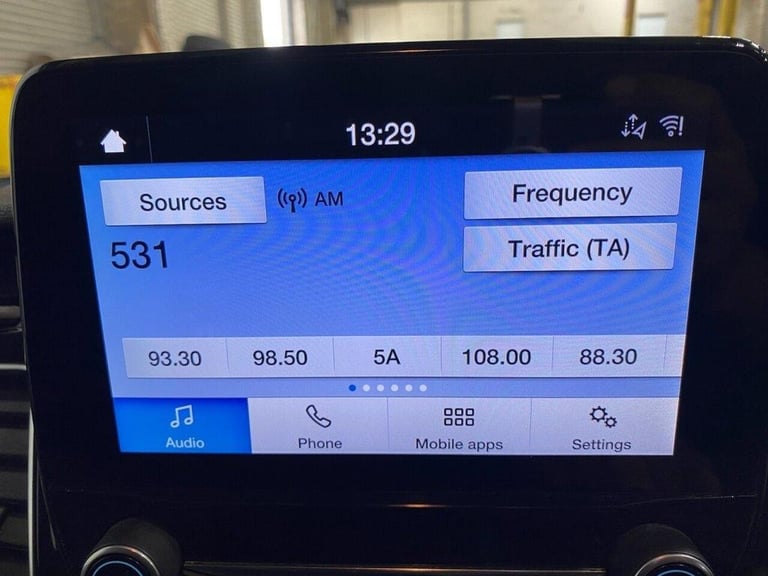 13:29
Sources
AM
Frequency
531
Traffic (TA)
93.30 98.50 5A 108.00 88.30
Audio Phone Mobile apps Settings